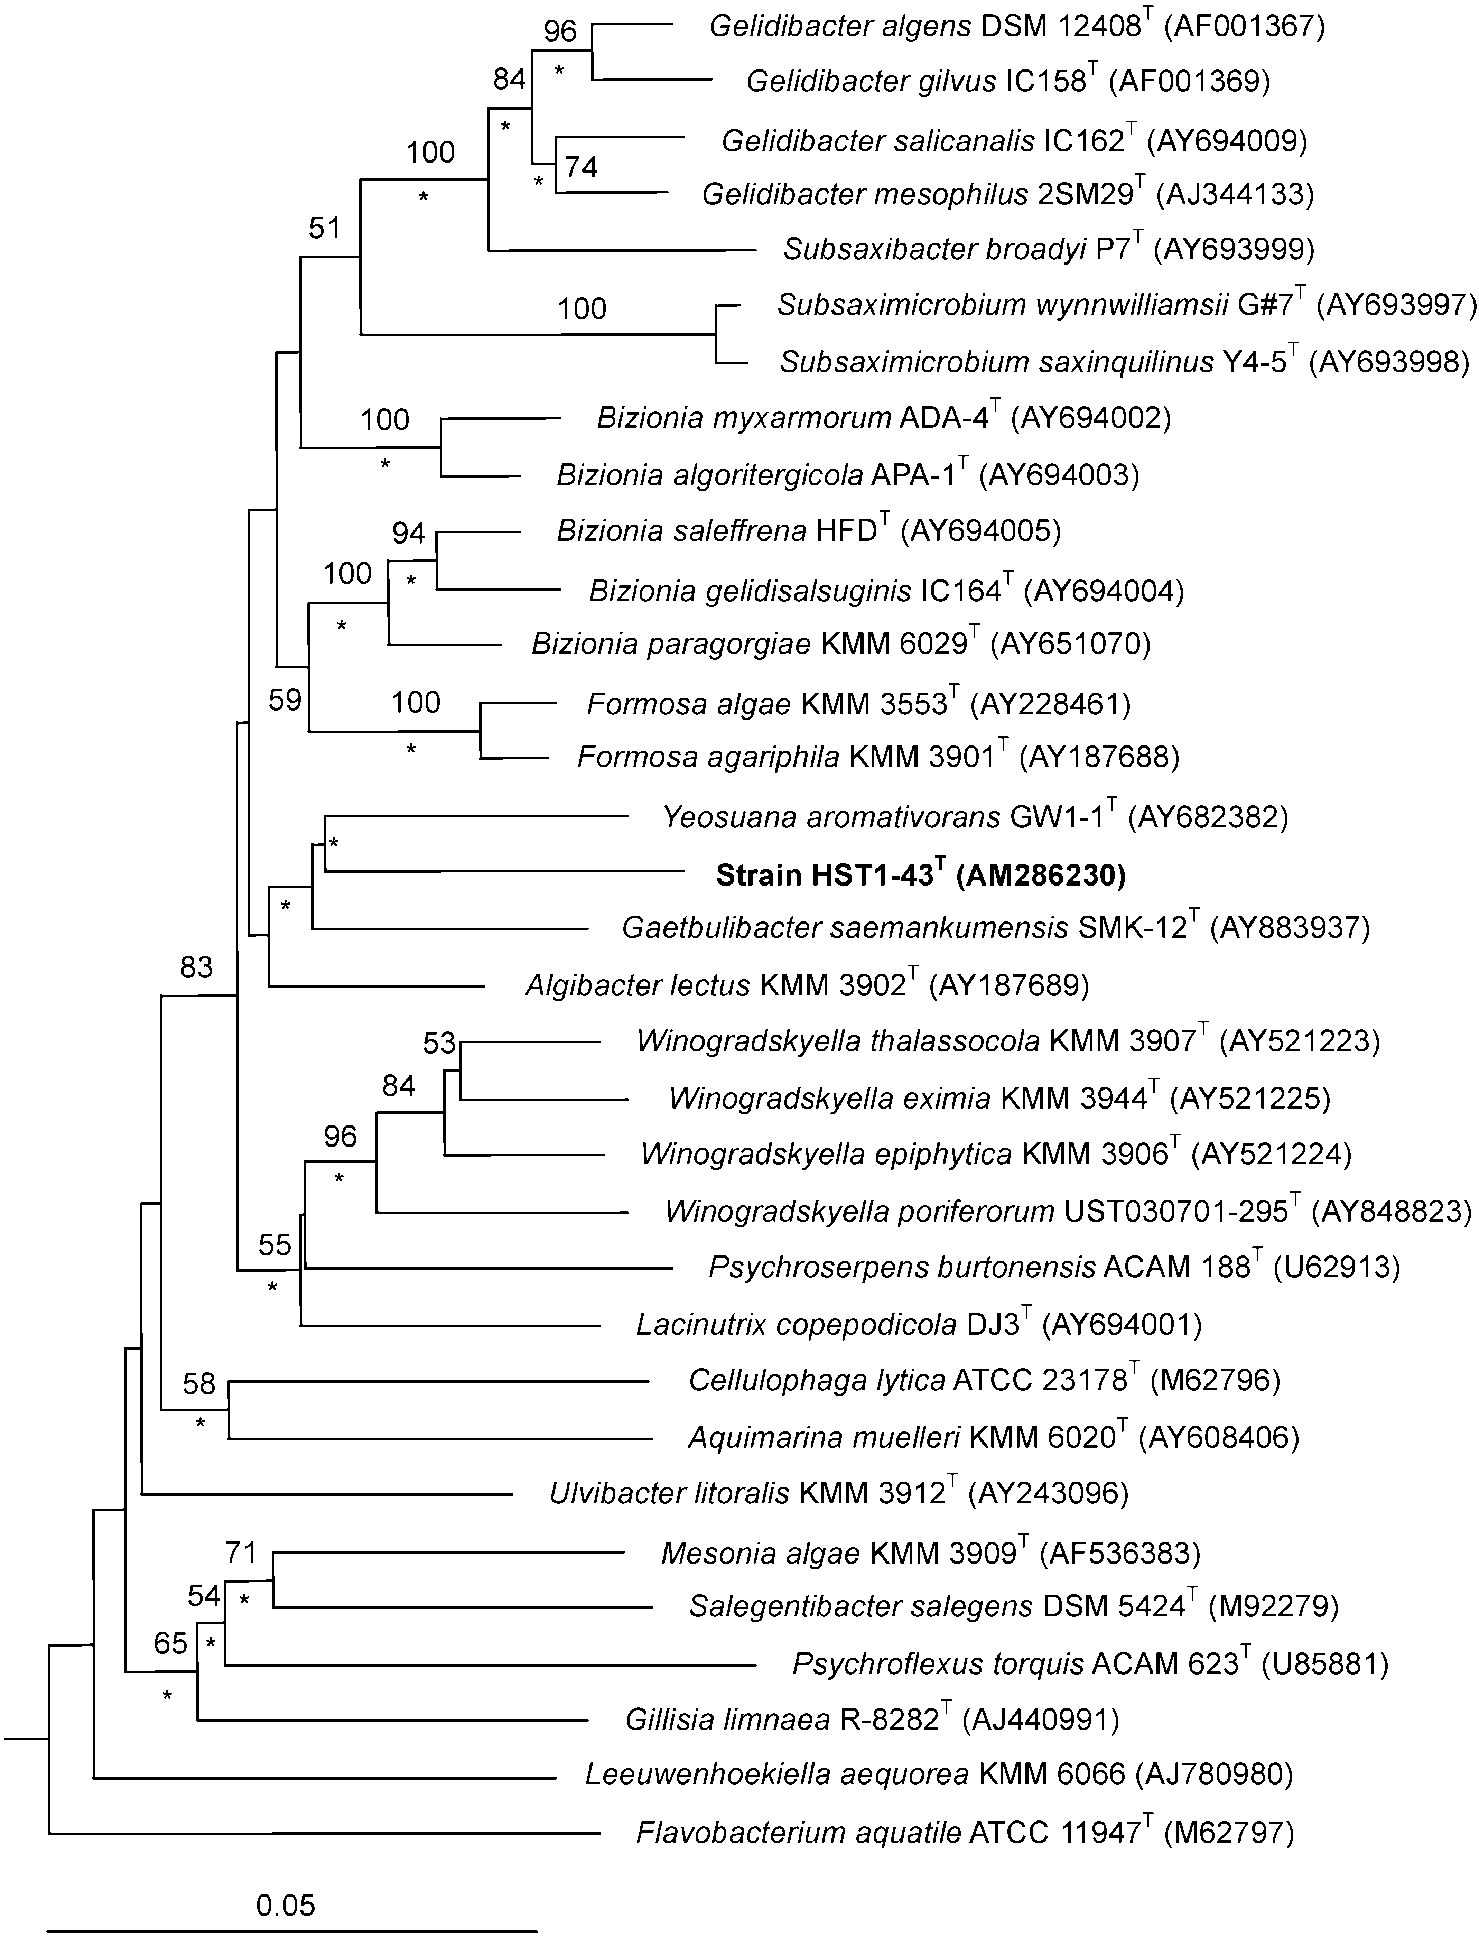 96 Gelidibacter algens DSM 12408T (AF001367)
* Gelidibacter gilvus IC158T (AF001369)
84
* Gelidibacter salicanalis IC162T (AY694009)
100 * 74
* Gelidibacter mesophilus 2SM29T (AJ344133)
51 Subsaxibacter broadyi P7T (AY693999)
100 Subsaximicrobium wynnwilliamsii G#7T (AY693997)
Subsaximicrobium saxinquilinus Y4-5T (AY693998)
100 Bizionia myxarmorum ADA-4T (AY694002)
* Bizionia algoritergicola APA-1T (AY694003)
94 Bizionia saleffrena HFDT (AY694005)
100 * Bizionia gelidisalsuginis IC164T (AY694004)
* Bizionia paragorgiae KMM 6029T (AY651070)
59 100 Formosa algae KMM 3553T (AY228461)
* Formosa agariphila KMM 3901T (AY187688)
Yeosuana aromativorans GW1-1T (AY682382)
*
Strain HST1-43T (AM286230)
* Gaetbulibacter saemankumensis SMK-12T (AY883937)
83 Algibacter lectus KMM 3902T (AY187689)
53 Winogradskyella thalassocola KMM 3907T (AY521223)
84 Winogradskyella eximia KMM 3944T (AY521225)
96 Winogradskyella epiphytica KMM 3906T (AY521224)
* Winogradskyella poriferorum UST030701-295T (AY848823)
55 Psychroserpens burtonensis ACAM 188T (U62913)
* Lacinutrix copepodicola DJ3T (AY694001)
58 Cellulophaga lytica ATCC 23178T (M62796)
* Aquimarina muelleri KMM 6020T (AY608406)
Ulvibacter litoralis KMM 3912T (AY243096)
71 Mesonia algae KMM 3909T (AF536383)
54 * Salegentibacter salegens DSM 5424T (M92279)
65 * Psychroflexus torquis ACAM 623T (U85881)
* Gillisia limnaea R-8282T (AJ440991)
Leeuwenhoekiella aequorea KMM 6066 (AJ780980)
Flavobacterium aquatile ATCC 11947T (M62797)
0.05